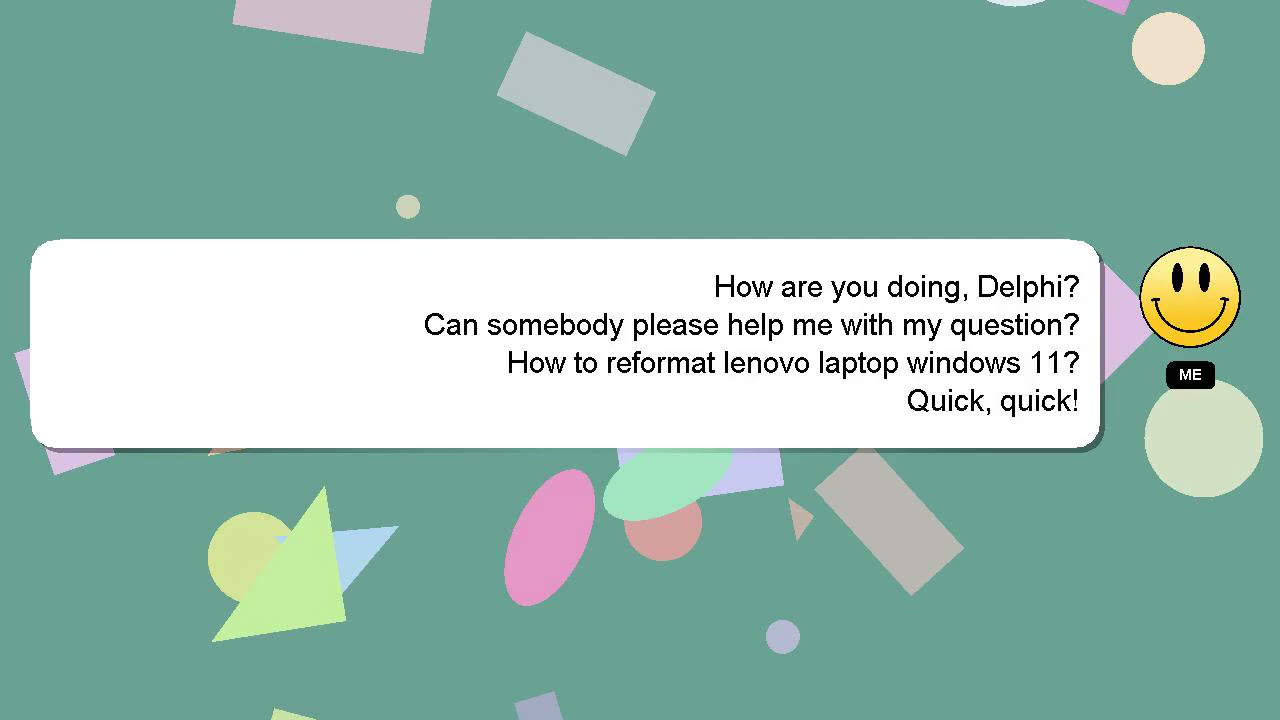 How are you doing, Delphi?
Can somebody please help me with my question?
How to reformat lenovo laptop windows 11?
Quick, quick!
ME